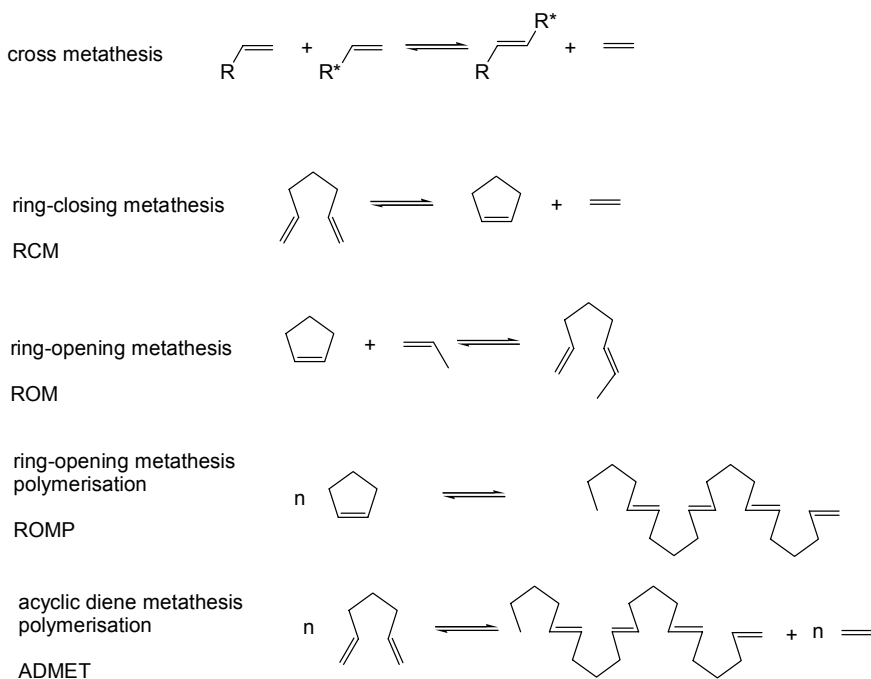 cross metathesis
R + R* R R* +
ring-closing metathesis
RCM
+
ring-opening metathesis
ROM
+
ring-opening metathesis
polymerisation
ROMP
n
acyclic diene metathesis
polymerisation
ADMET
n + n